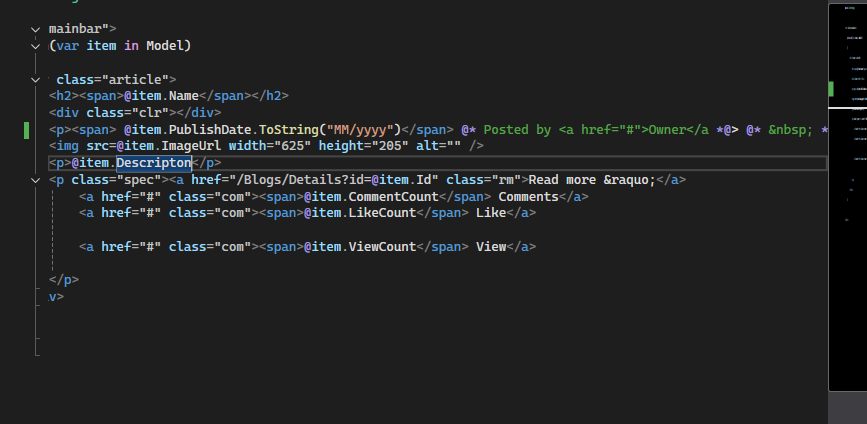 mainbar">
(var item in Model)
class="article">
<h2><span>@item.Name</span></h2>
<div class="clr"></div>
<p><span> @item.PublishDate.ToString("MM/yyyy")</span> @* Posted by <a href="#">Owner</a *@> @* &nbsp; *
<img src=@item.ImageUrl width="625" height="205" alt="" />
<p>@item.Descripton</p>
<p class="spec"><a href="/Blogs/Details?id=@item.Id" class="rm">Read more &raquo;</a>
<a href="#" class="com"><span>@item.CommentCount</span> Comments</a>
<a href="#" class="com"><span>@item.LikeCount</span> Like</a>
<a href="#" class="com"><span>@item.ViewCount</span> View</a>
</p>
v>